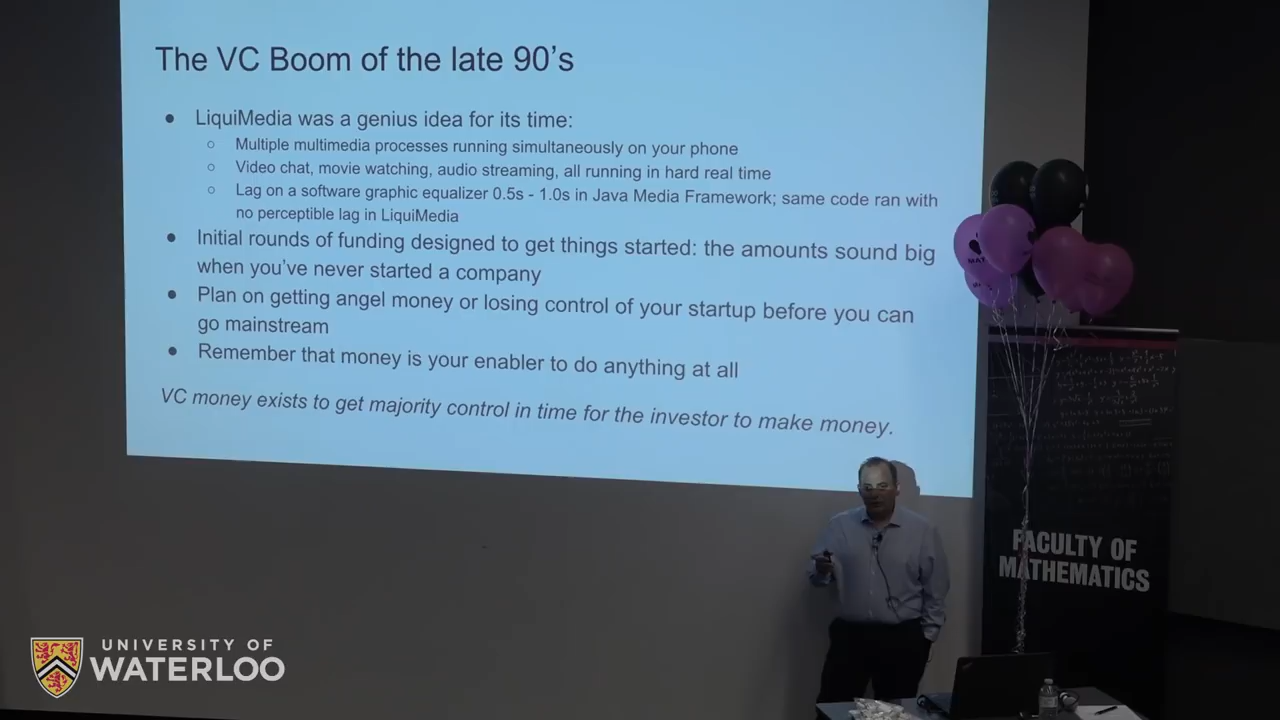 The VC Boom of the late 90's
● LiquiMedia was a genius idea for its time:
○ Multiple multimedia processes running simultaneously on your phone
○ Video chat, movie watching, audio streaming, all running in hard real time
○ Lag on a software graphic equalizer 0.5s - 1.0s in Java Media Framework; same code ran with
no perceptible lag in LiquiMedia
● Initial rounds of funding designed to get things started: the amounts sound big
when you've never started a company
● Plan on getting angel money or losing control of your startup before you can
go mainstream
● Remember that money is your enabler to do anything at all
VC money exists to get majority control in time for the investor to make money.
FACULTY OF
MATHEMATICS
UNIVERSITY OF
WATERLOO